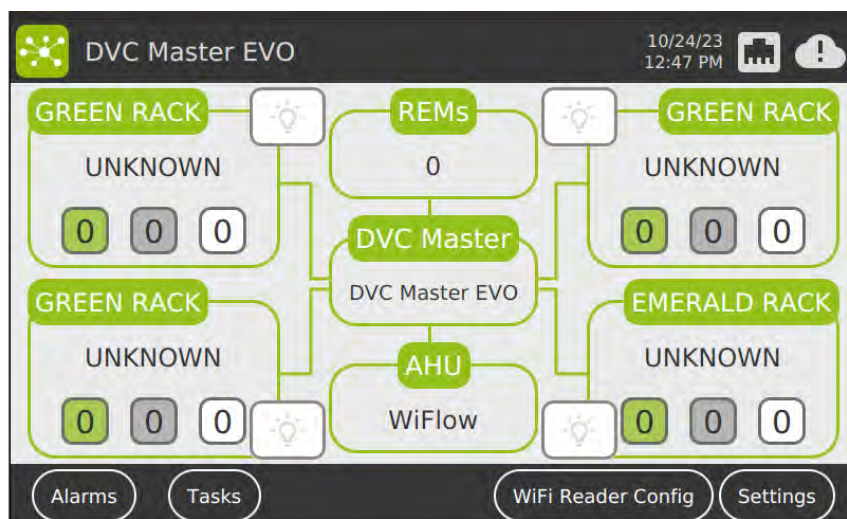 DVC Master EVO
10/24/23
12:47 PM
GREEN RACK
UNKNOWN
0 0 0
REMs
0
GREEN RACK
UNKNOWN
0 0 0
DVC Master
DVC Master EVO
GREEN RACK
UNKNOWN
0 0 0
AHU
WiFlow
EMERALD RACK
UNKNOWN
0 0 0
Alarms
Tasks
WiFi Reader Config
Settings